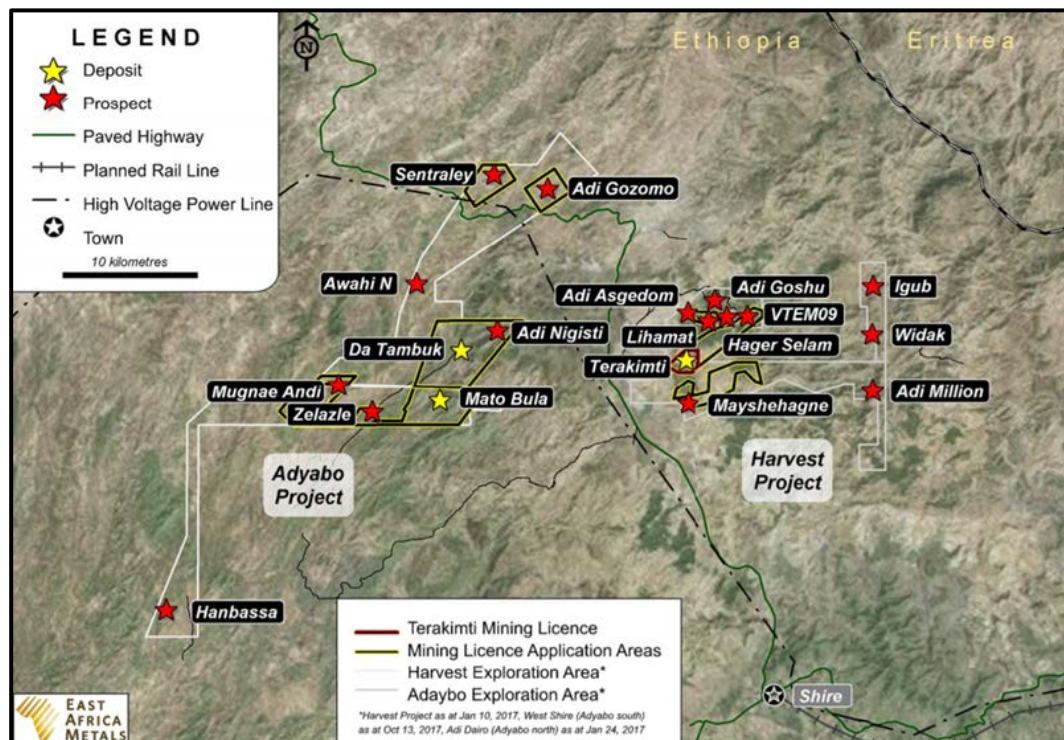 LEGEND
Deposit
Prospect
Paved Highway
Planned Rail Line
High Voltage Power Line
Town
10 kilometres
N
Ethiopia
Eritrea
Sentraley
Adi Gozomo
Awahi N
Adi Asgedom
Adi Goshu
Igub
VTEM09
Adi Nigisti
Lihamat
Widak
Da Tambuk
Hager Selam
Terakimti
Mugnae Andi
Mato Bula
Adi Million
Zelazle
Mayshehagne
Adyabo
Project
Harvest
Project
Hanbassa
Shire
Terakimti Mining Licence
Mining Licence Application Areas
Harvest Exploration Area*
Adaybo Exploration Area*
*Harvest Project as at Jan 10, 2017, West Shire (Adyabo south)
as at Oct 13, 2017, Adi Dairo (Adyabo north) as at Jan 24, 2017
EAST
AFRICA
METALS